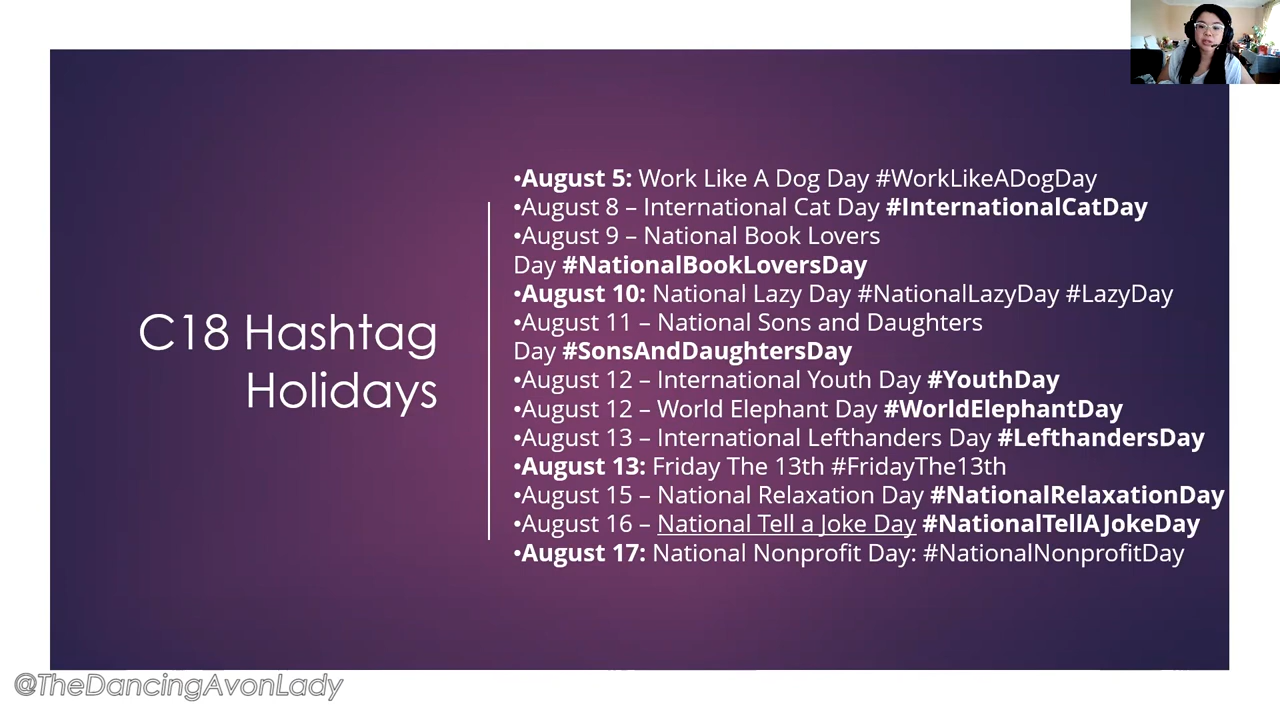 C18 Hashtag
Holidays
•August 5: Work Like A Dog Day #WorkLikeADogDay
•August 8 – International Cat Day #InternationalCatDay
•August 9 – National Book Lovers
Day #NationalBookLoversDay
•August 10: National Lazy Day #NationalLazyDay #LazyDay
•August 11 – National Sons and Daughters
Day #SonsAndDaughtersDay
•August 12 – International Youth Day #YouthDay
•August 12 – World Elephant Day #WorldElephantDay
•August 13 – International Lefthanders Day #LefthandersDay
•August 13: Friday The 13th #FridayThe13th
•August 15 – National Relaxation Day #NationalRelaxationDay
•August 16 – National Tell a Joke Day #NationalTellAJokeDay
•August 17: National Nonprofit Day: #NationalNonprofitDay
@TheDancingAvonLady